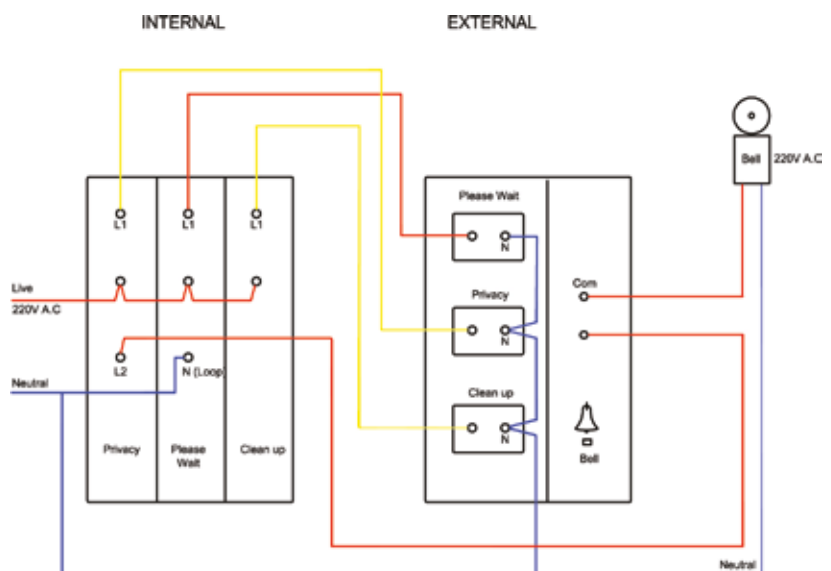 INTERNAL
EXTERNAL
Bell
220V A.C
Please Wait
L1
L1
L1
N
Live
220V A.C
Privacy
Com
N
L2
N (Loop)
Neutral
Clean up
N
Privacy
Please
Wait
Clean up
Bell
Neutral